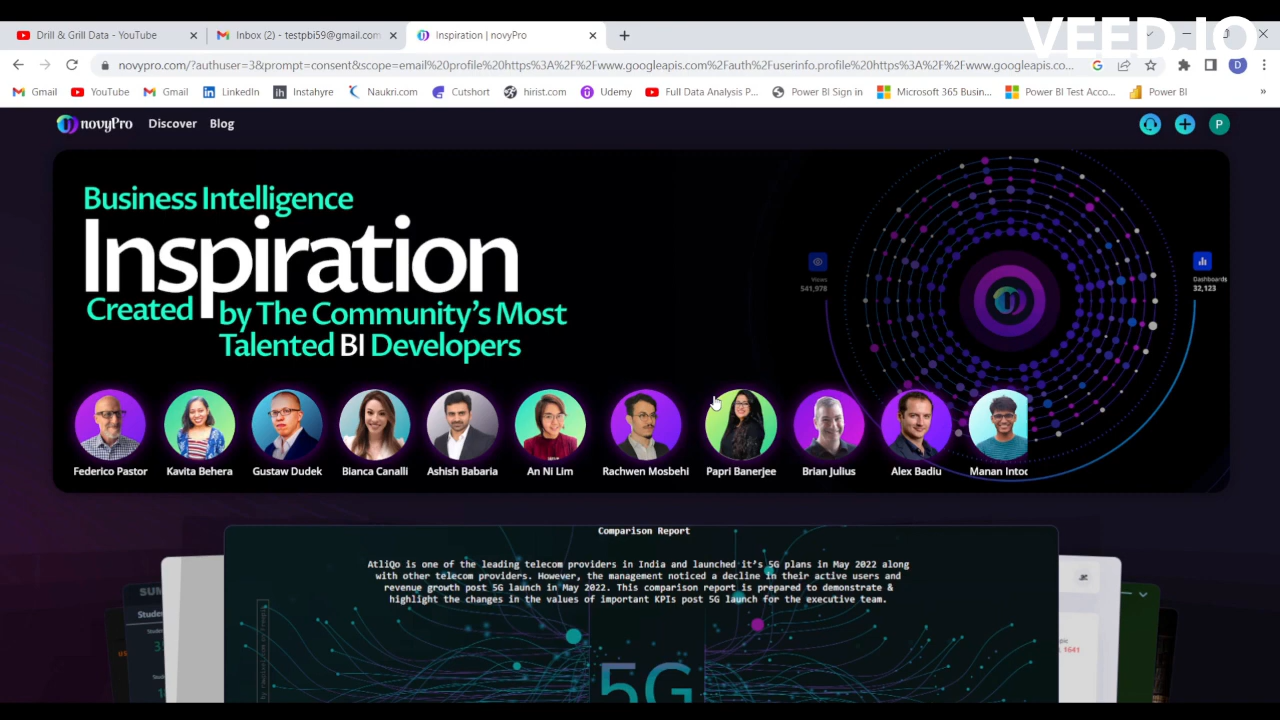 VEED.IO
Drill & Grill Data - YouTube
Inbox (2) - testpbi59@gmail.com
Inspiration | novyPro
novypro.com/?authuser=3&prompt=consent&scope=email%20profile%20https%3A%2F%2Fwww.googleapis.com%2Fauth%2Fuserinfo.profile%20https%3A%2F%2Fwww.googleapis.co...
D
Gmail YouTube Gmail LinkedIn Instahyre Naukri.com Cutshort hirist.com Udemy Full Data Analysis P... Power BI Sign in Microsoft 365 Busin... Power BI Test Acco... Power BI
novyPro Discover Blog P
Business Intelligence
Inspiration
Created by The Community's Most
Talented BI Developers
Views
541,978
Dashboards
32,123
Federico Pastor Kavita Behera Gustaw Dudek Bianca Canalli Ashish Babaria An Ni Lim Rachwen Mosbehi Papri Banerjee Brian Julius Alex Badiu Manan Intoc
Comparison Report
AtliQo is one of the leading telecom providers in India and launched it's 5G plans in May 2022 along
with other telecom providers. However, the management noticed a decline in their active users and
revenue growth post 5G launch in May 2022. This comparison report is prepared to demonstrate &
highlight the changes in the values of important KPIs post 5G launch for the executive team.
SUM
Stude
1641
5G